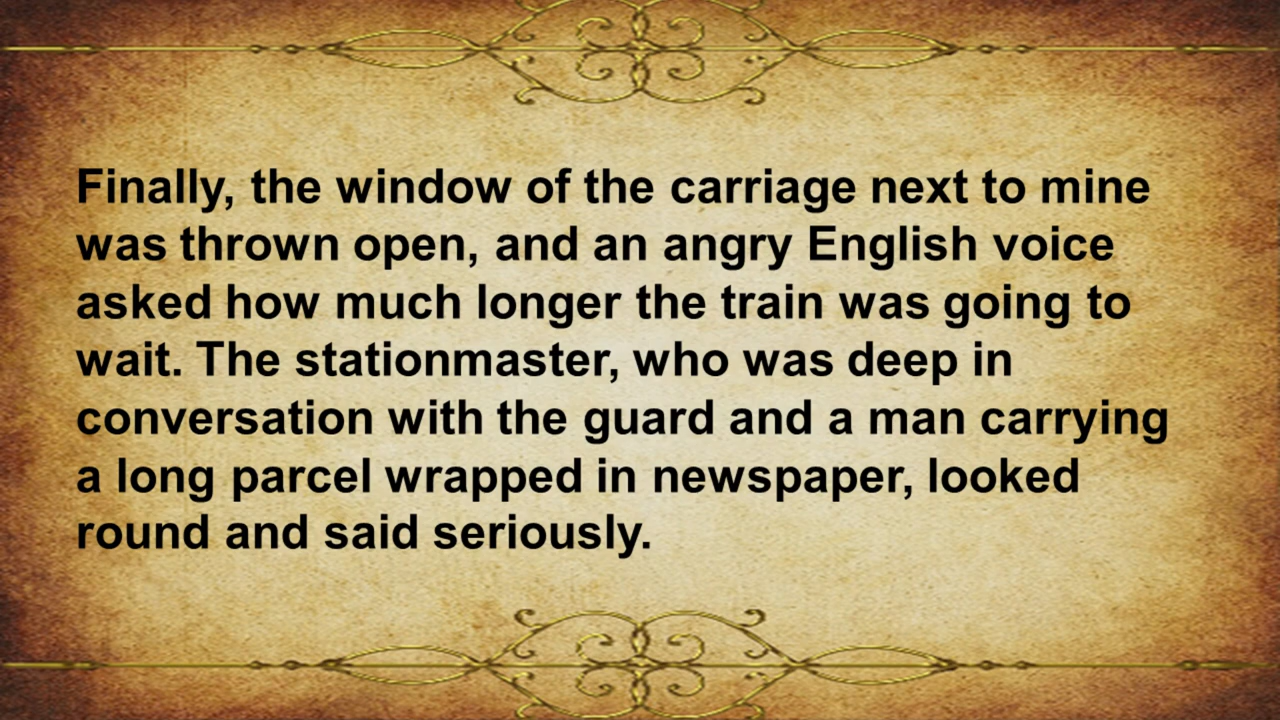 Finally, the window of the carriage next to mine
was thrown open, and an angry English voice
asked how much longer the train was going to
wait. The stationmaster, who was deep in
conversation with the guard and a man carrying
a long parcel wrapped in newspaper, looked
round and said seriously.